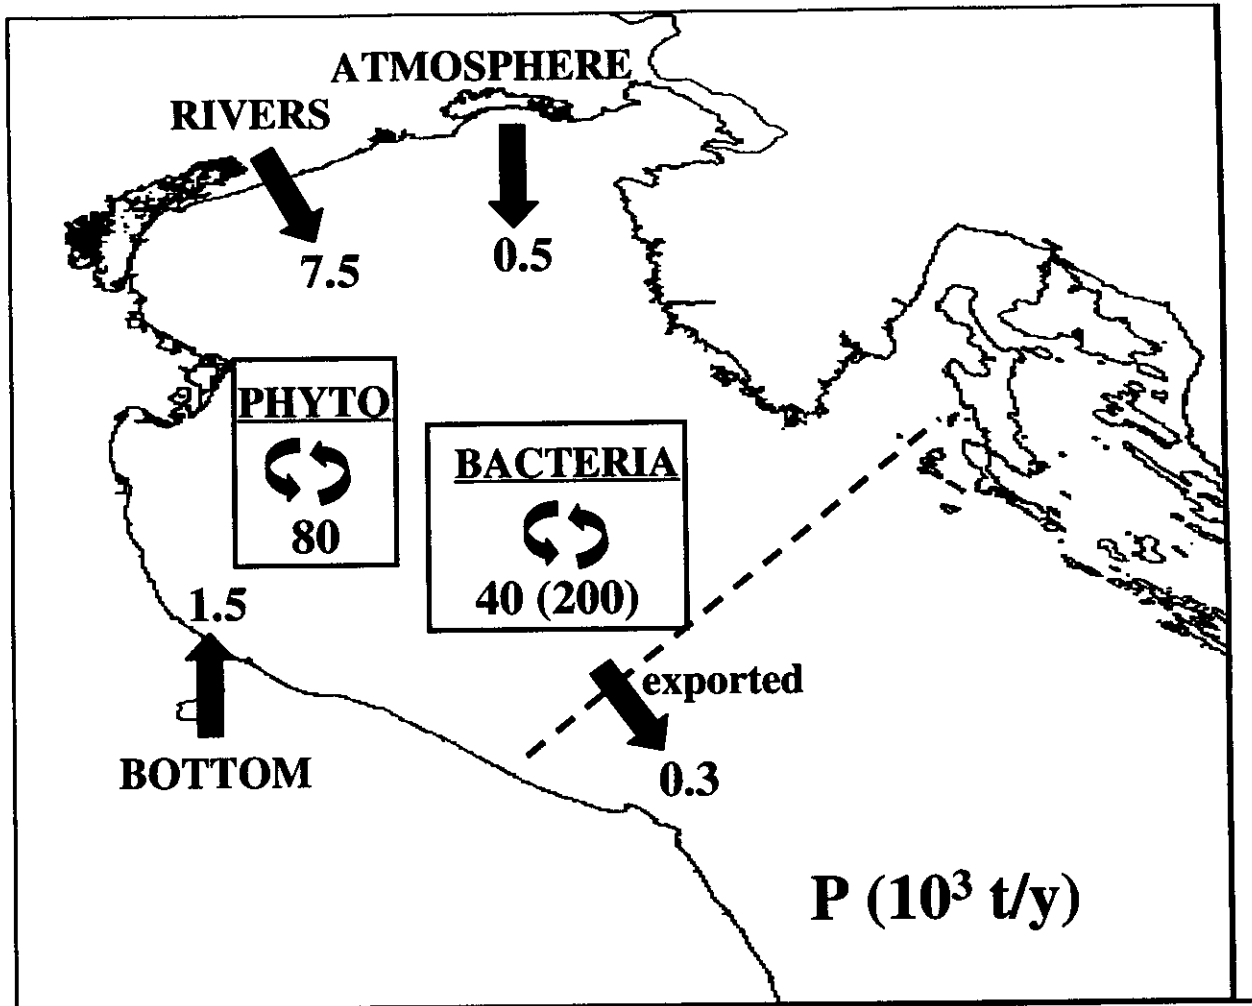 ATMOSPHERE
RIVERS
7.5
0.5
PHYTO
80
BACTERIA
40 (200)
1.5
BOTTOM
exported
0.3
P (10³ t/y)